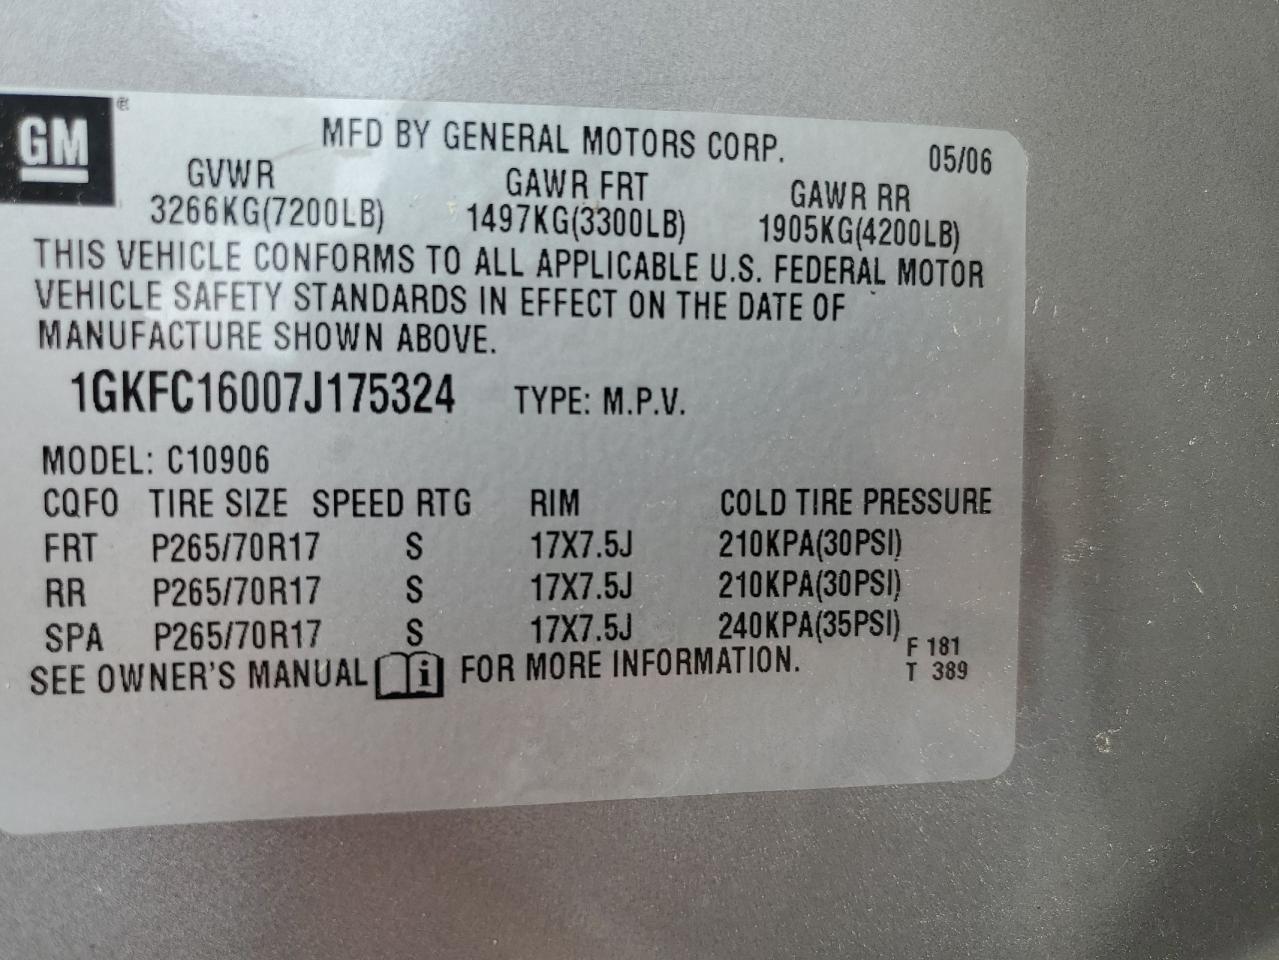 GM ®
MFD BY GENERAL MOTORS CORP. 05/06
GVWR GAWR FRT GAWR RR
3266KG(7200LB) 1497KG(3300LB) 1905KG(4200LB)
THIS VEHICLE CONFORMS TO ALL APPLICABLE U.S. FEDERAL MOTOR
VEHICLE SAFETY STANDARDS IN EFFECT ON THE DATE OF
MANUFACTURE SHOWN ABOVE.
1GKFC16007J175324 TYPE: M.P.V.
MODEL: C10906
CQFO TIRE SIZE SPEED RTG RIM COLD TIRE PRESSURE
FRT P265/70R17 S 17X7.5J 210KPA(30PSI)
RR P265/70R17 S 17X7.5J 210KPA(30PSI)
SPA P265/70R17 S 17X7.5J 240KPA(35PSI)
SEE OWNER'S MANUAL i FOR MORE INFORMATION.
F 181
T 389